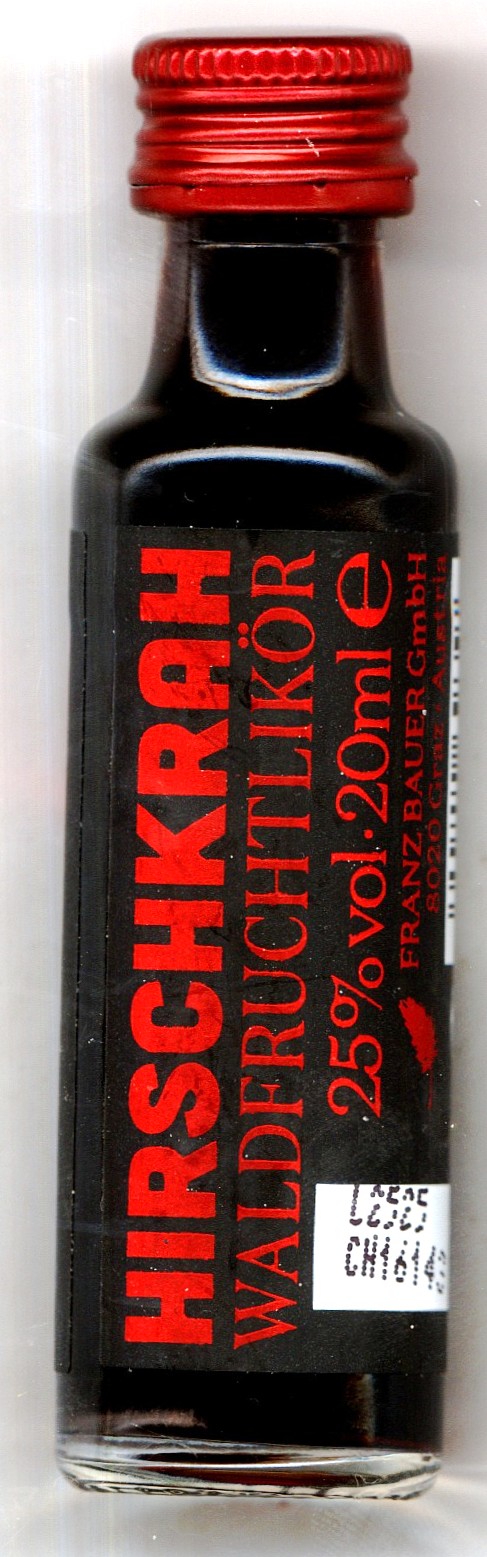 HIRSCHKRAH
WALDFRUCHTLIKÖR
25% vol · 20ml e
FRANZ BAUER GmbH
8020 Graz / Austria